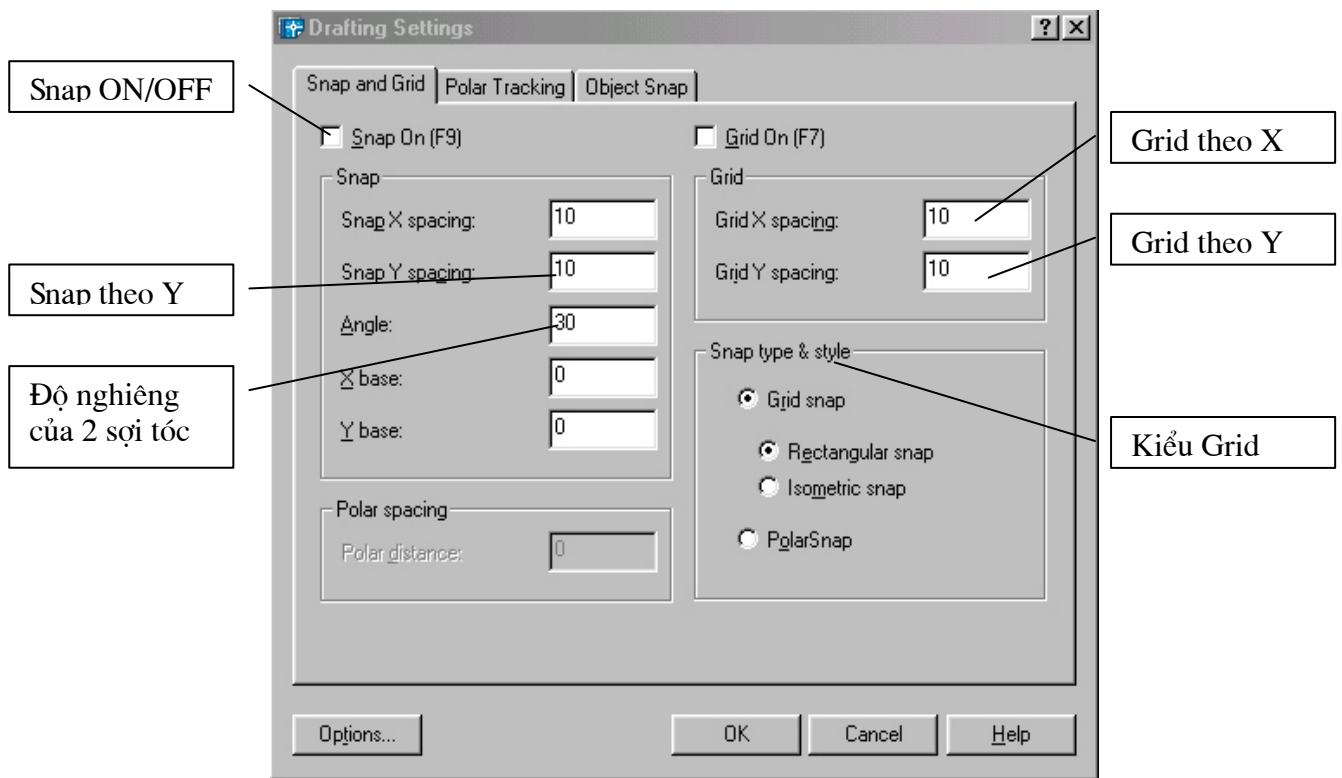 Drafting Settings
Snap and Grid
Polar Tracking
Object Snap
Snap ON/OFF
Snap theo Y
Độ nghiêng
của 2 sợi tóc
Snap On (F9)
Snap
Snap X spacing: 10
Snap Y spacing: 10
Angle: 30
X base: 0
Y base: 0
Polar spacing
Polar distance: 0
Grid On (F7)
Grid
Grid X spacing: 10
Grid Y spacing: 10
Snap type & style
Grid snap
Rectangular snap
Isometric snap
PolarSnap
Grid theo X
Grid theo Y
Kiểu Grid
Options...
OK
Cancel
Help